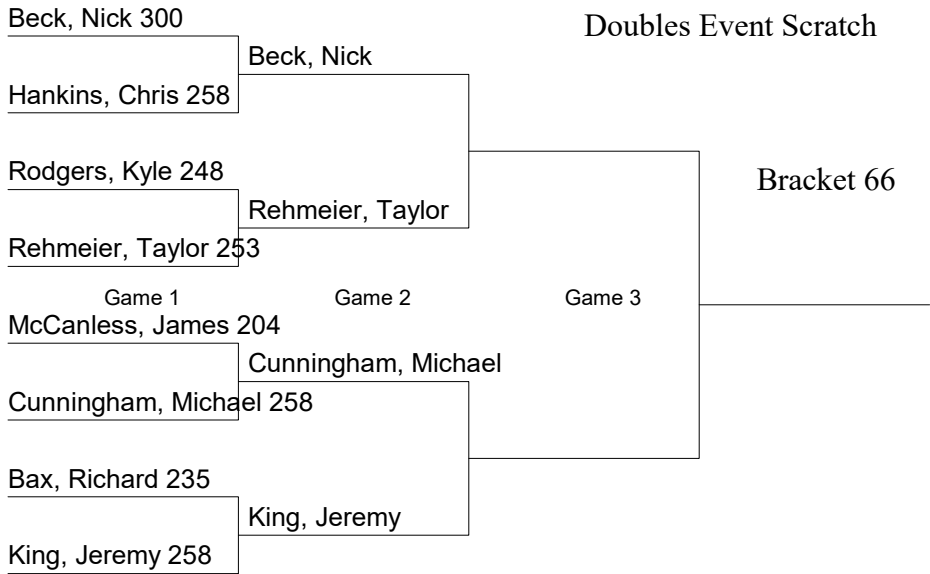 Beck, Nick 300
Doubles Event Scratch
Beck, Nick
Hankins, Chris 258
Rodgers, Kyle 248
Bracket 66
Rehmeier, Taylor
Rehmeier, Taylor 253
Game 1
Game 2
Game 3
McCanless, James 204
Cunningham, Michael
Cunningham, Michael 258
Bax, Richard 235
King, Jeremy
King, Jeremy 258